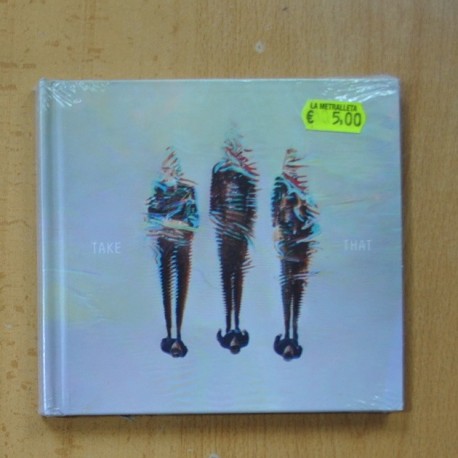 LA METRALLETA
€ 5,00
TAKE
THAT